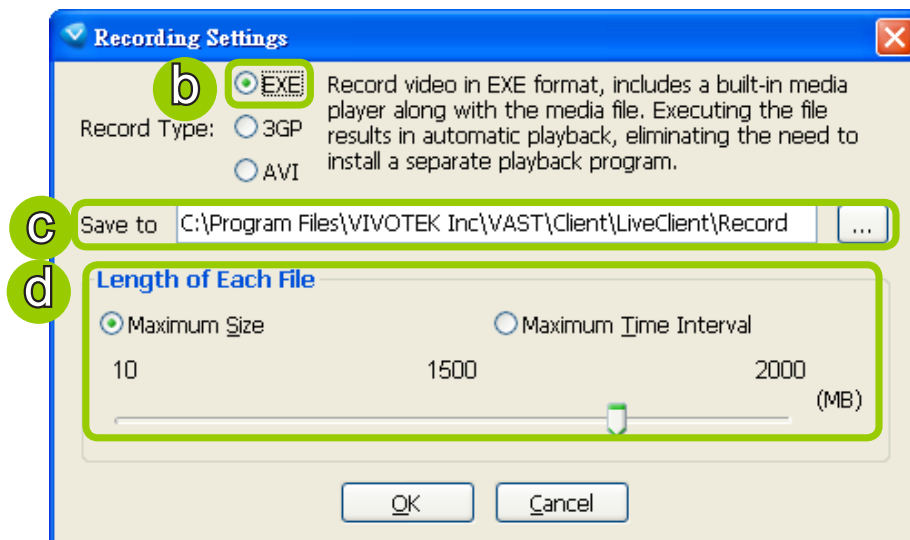 Recording Settings
b
EXE
Record video in EXE format, includes a built-in media
player along with the media file. Executing the file
results in automatic playback, eliminating the need to
install a separate playback program.
Record Type:
3GP
AVI
c
Save to
C:\Program Files\VIVOTEK Inc\VAST\Client\LiveClient\Record
...
d
Length of Each File
Maximum Size
Maximum Time Interval
10 1500 2000
(MB)
OK Cancel